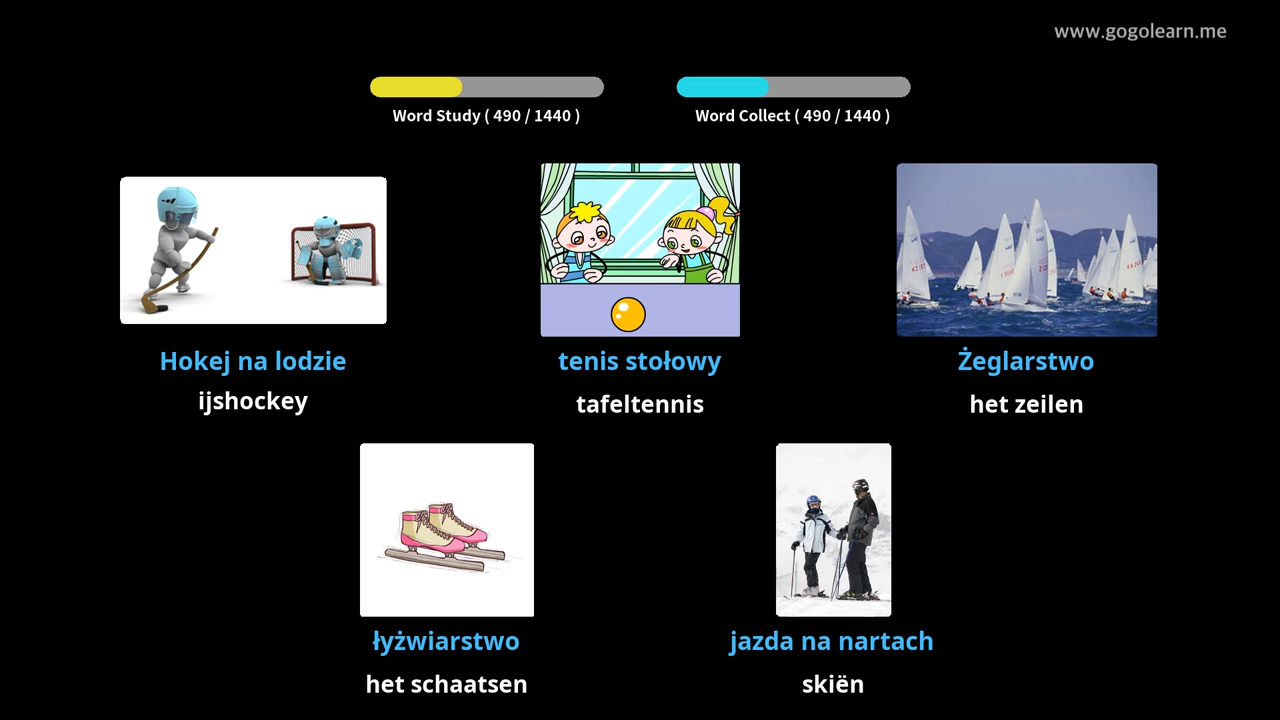 www.gogolearn.me
Word Study ( 490 / 1440 )
Word Collect ( 490 / 1440 )
Hokej na lodzie
ijshockey
tenis stołowy
tafeltennis
Żeglarstwo
het zeilen
łyżwiarstwo
het schaatsen
jazda na nartach
skiën